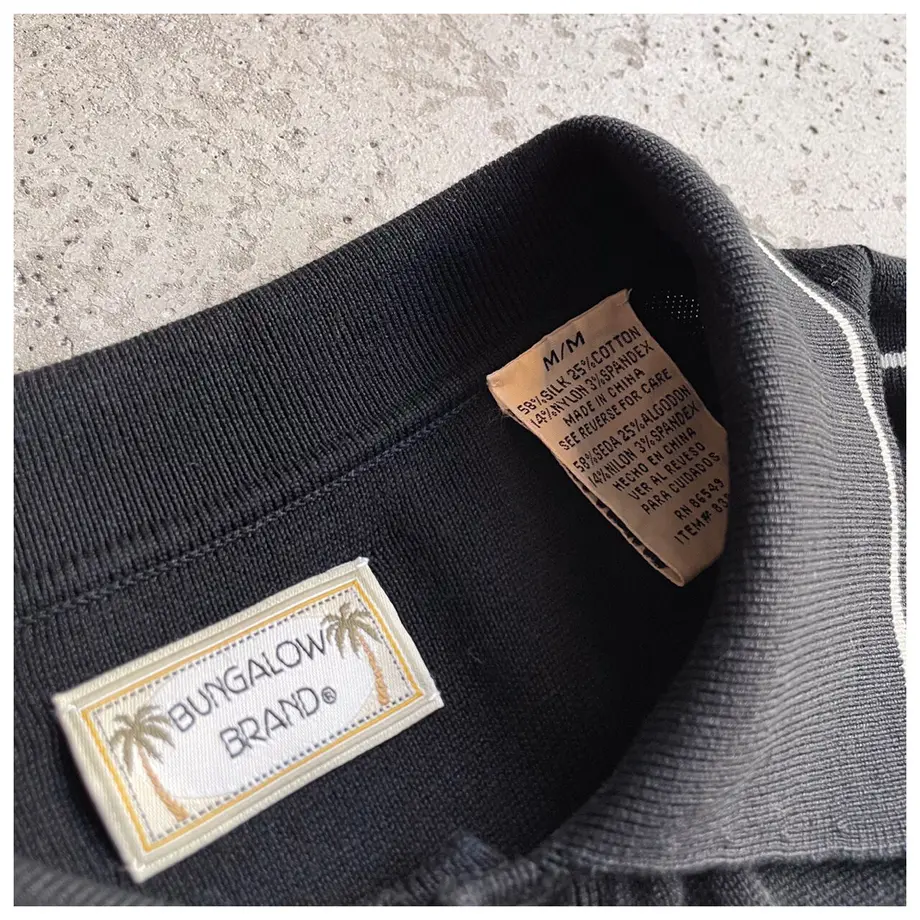 M/M
58%SILK 25%COTTON
14%NYLON 3%SPANDEX
MADE IN CHINA
SEE REVERSE FOR CARE
58%SEDA 25%ALGODON
14%NILON 3%SPANDEX
HECHO EN CHINA
VER AL REVESO
PARA CUIDADOS
RN 86549
ITEM#
BUNGALOW
BRAND®